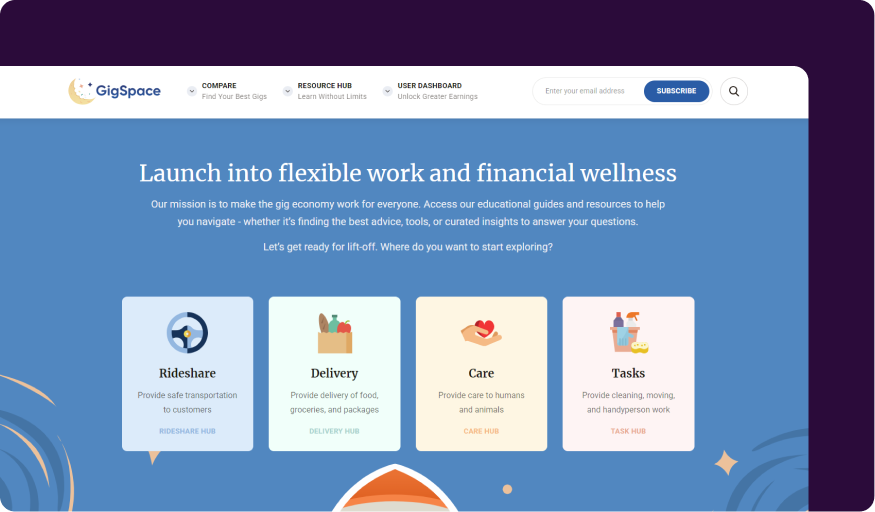 GigSpace
COMPARE
Find Your Best Gigs
RESOURCE HUB
Learn Without Limits
USER DASHBOARD
Unlock Greater Earnings
Enter your email address
SUBSCRIBE
Launch into flexible work and financial wellness
Our mission is to make the gig economy work for everyone. Access our educational guides and resources to help
you navigate - whether it's finding the best advice, tools, or curated insights to answer your questions.
Let's get ready for lift-off. Where do you want to start exploring?
Rideshare
Provide safe transportation
to customers
RIDESHARE HUB
Delivery
Provide delivery of food,
groceries, and packages
DELIVERY HUB
Care
Provide care to humans
and animals
CARE HUB
Tasks
Provide cleaning, moving,
and handyperson work
TASK HUB